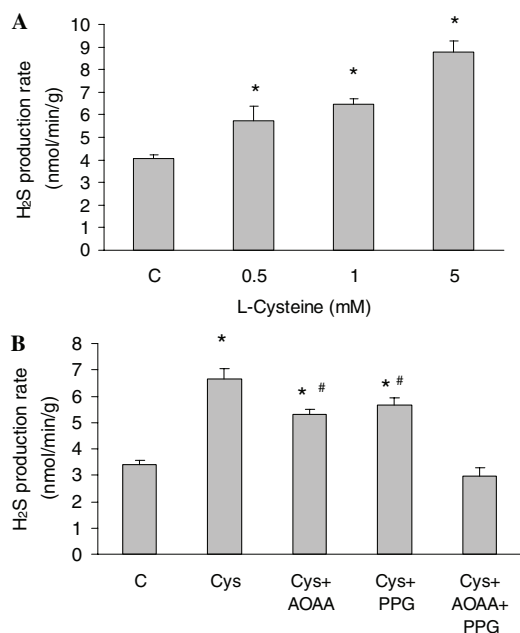 A
H₂S production rate
(nmol/min/g)
10
9
8
7
6
5
4
3
2
1
0
*
*
*
C 0.5 1 5
L-Cysteine (mM)
B
H₂S production rate
(nmol/min/g)
8
7
6
5
4
3
2
1
0
*
* #
* #
C Cys Cys+ Cys+ Cys+
AOAA PPG AOAA+
PPG